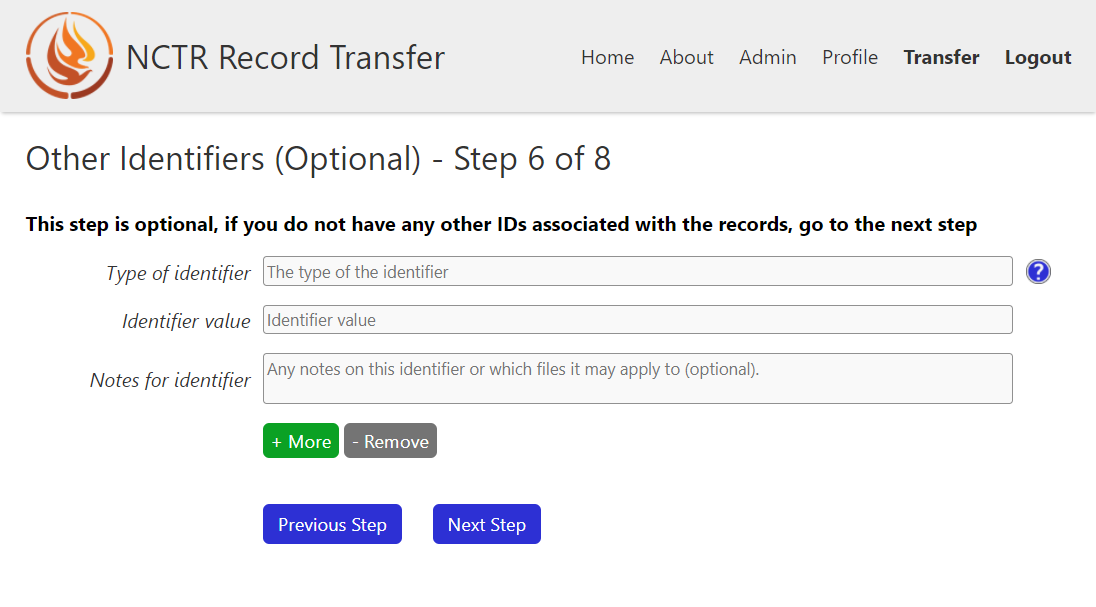 NCTR Record Transfer
Home About Admin Profile Transfer Logout
Other Identifiers (Optional) - Step 6 of 8
This step is optional, if you do not have any other IDs associated with the records, go to the next step
Type of identifier The type of the identifier ?
Identifier value Identifier value
Notes for identifier Any notes on this identifier or which files it may apply to (optional).
+ More - Remove
Previous Step Next Step